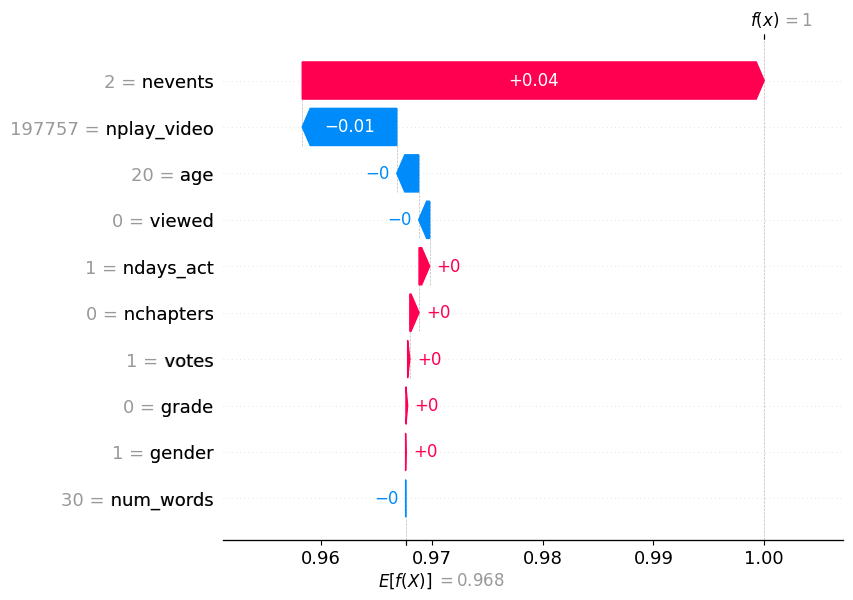 f(x) = 1
2 = nevents
+0.04
197757 = nplay_video
−0.01
20 = age
−0
0 = viewed
−0
1 = ndays_act
+0
0 = nchapters
+0
1 = votes
+0
0 = grade
+0
1 = gender
+0
30 = num_words
−0
0.96 0.97 0.98 0.99 1.00
E[f(X)] = 0.968